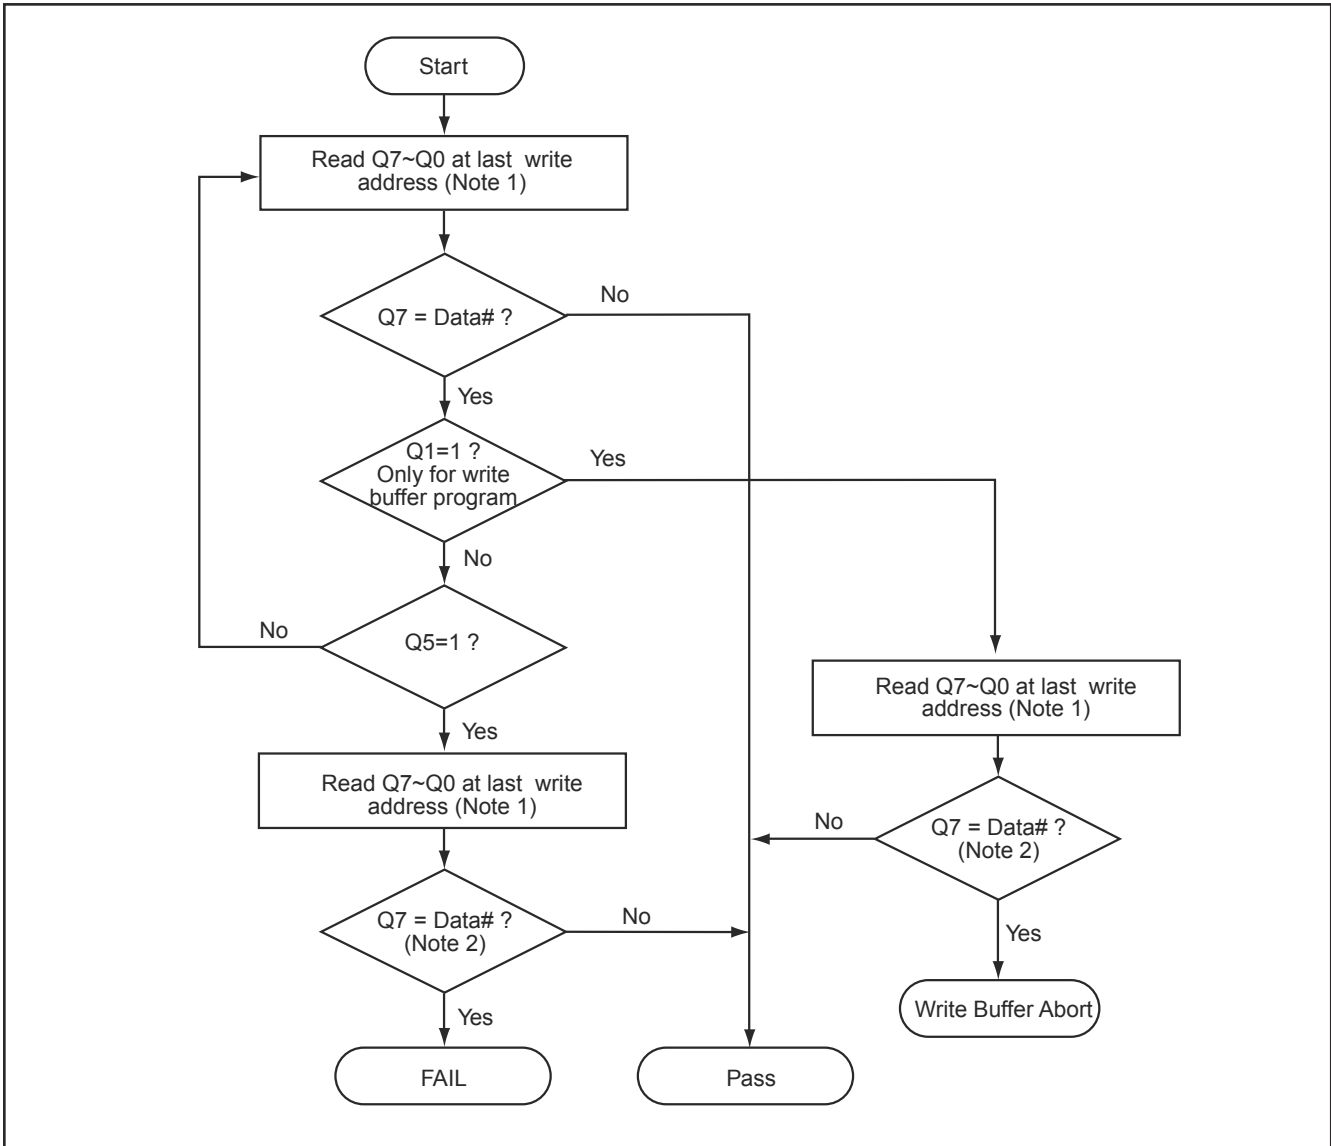 Start
Read Q7~Q0 at last write
address (Note 1)
Q7 = Data# ?
No
Yes
Q1=1 ?
Only for write
buffer program
Yes
No
Q5=1 ?
No
Yes
Read Q7~Q0 at last write
address (Note 1)
Read Q7~Q0 at last write
address (Note 1)
Q7 = Data# ?
(Note 2)
No
Yes
Q7 = Data# ?
(Note 2)
No
Yes
Write Buffer Abort
FAIL
Pass